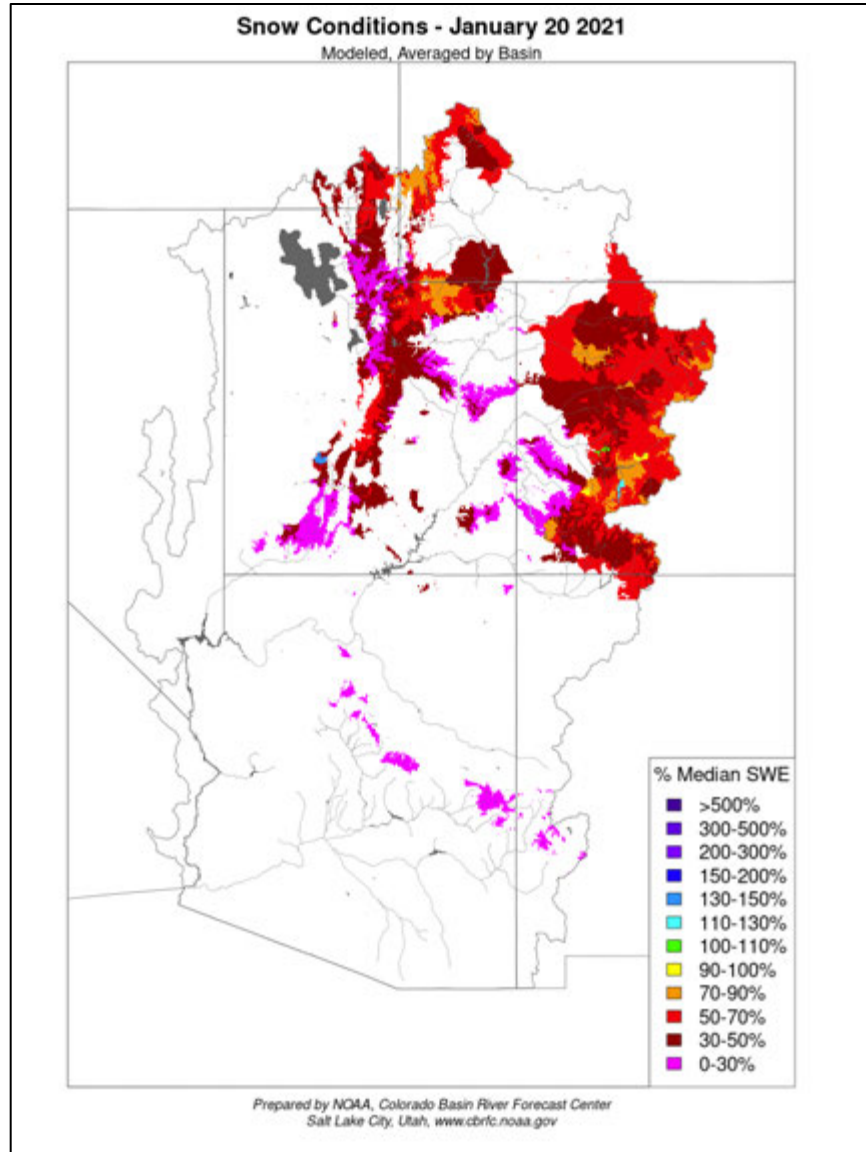 Snow Conditions - January 20 2021
Modeled, Averaged by Basin
% Median SWE
>500%
300-500%
200-300%
150-200%
130-150%
110-130%
100-110%
90-100%
70-90%
50-70%
30-50%
0-30%
Prepared by NOAA, Colorado Basin River Forecast Center
Salt Lake City, Utah, www.cbrfc.noaa.gov